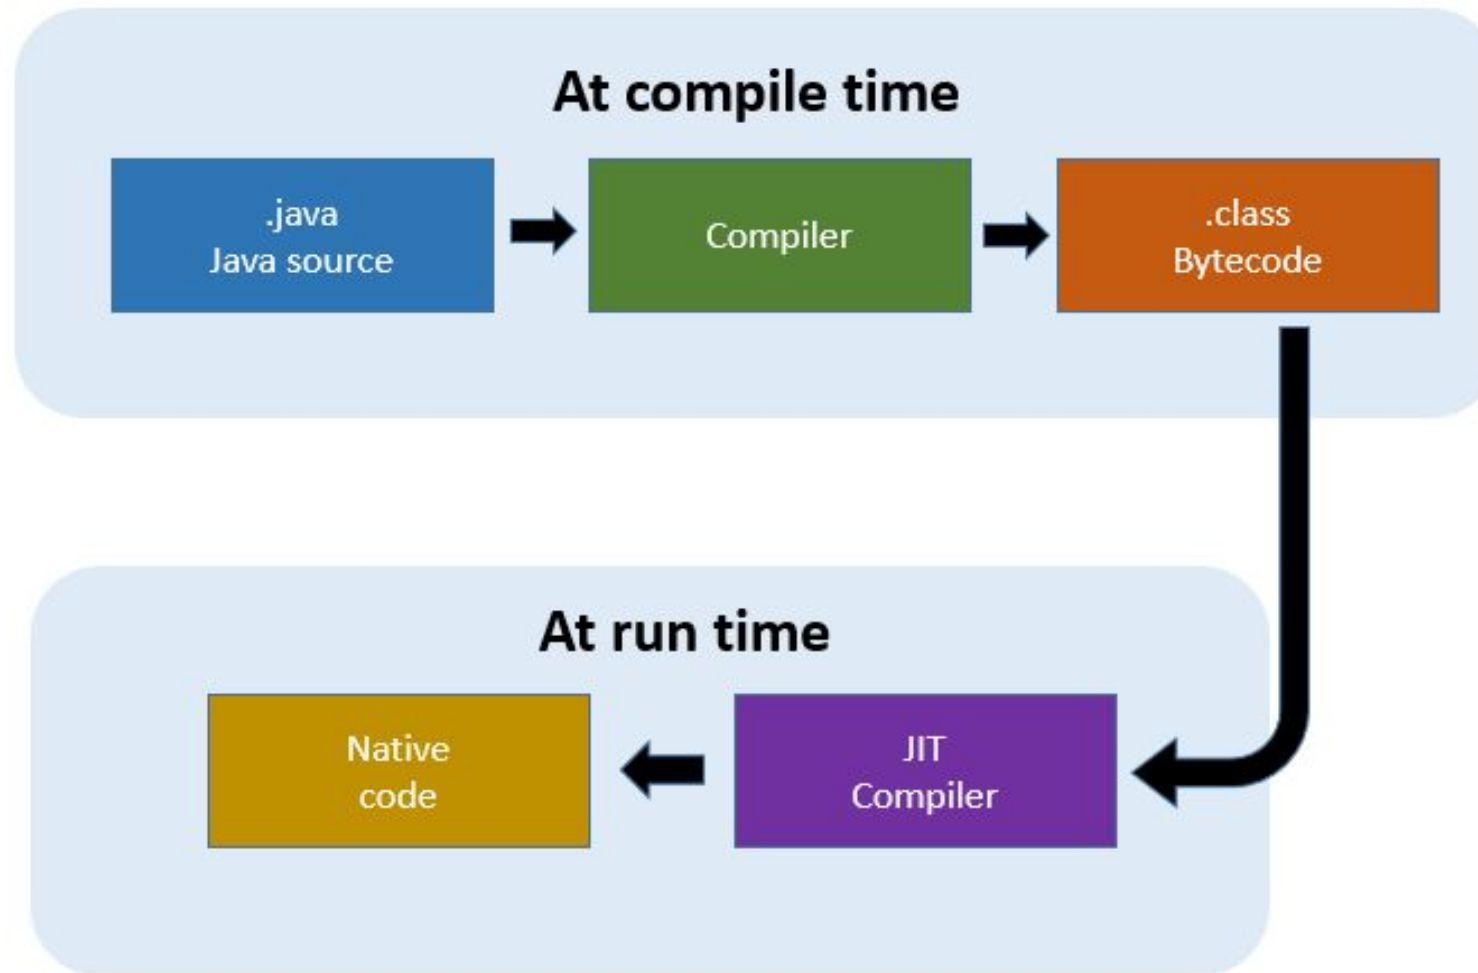 At compile time
.java
Java source
Compiler
.class
Bytecode
At run time
Native
code
JIT
Compiler